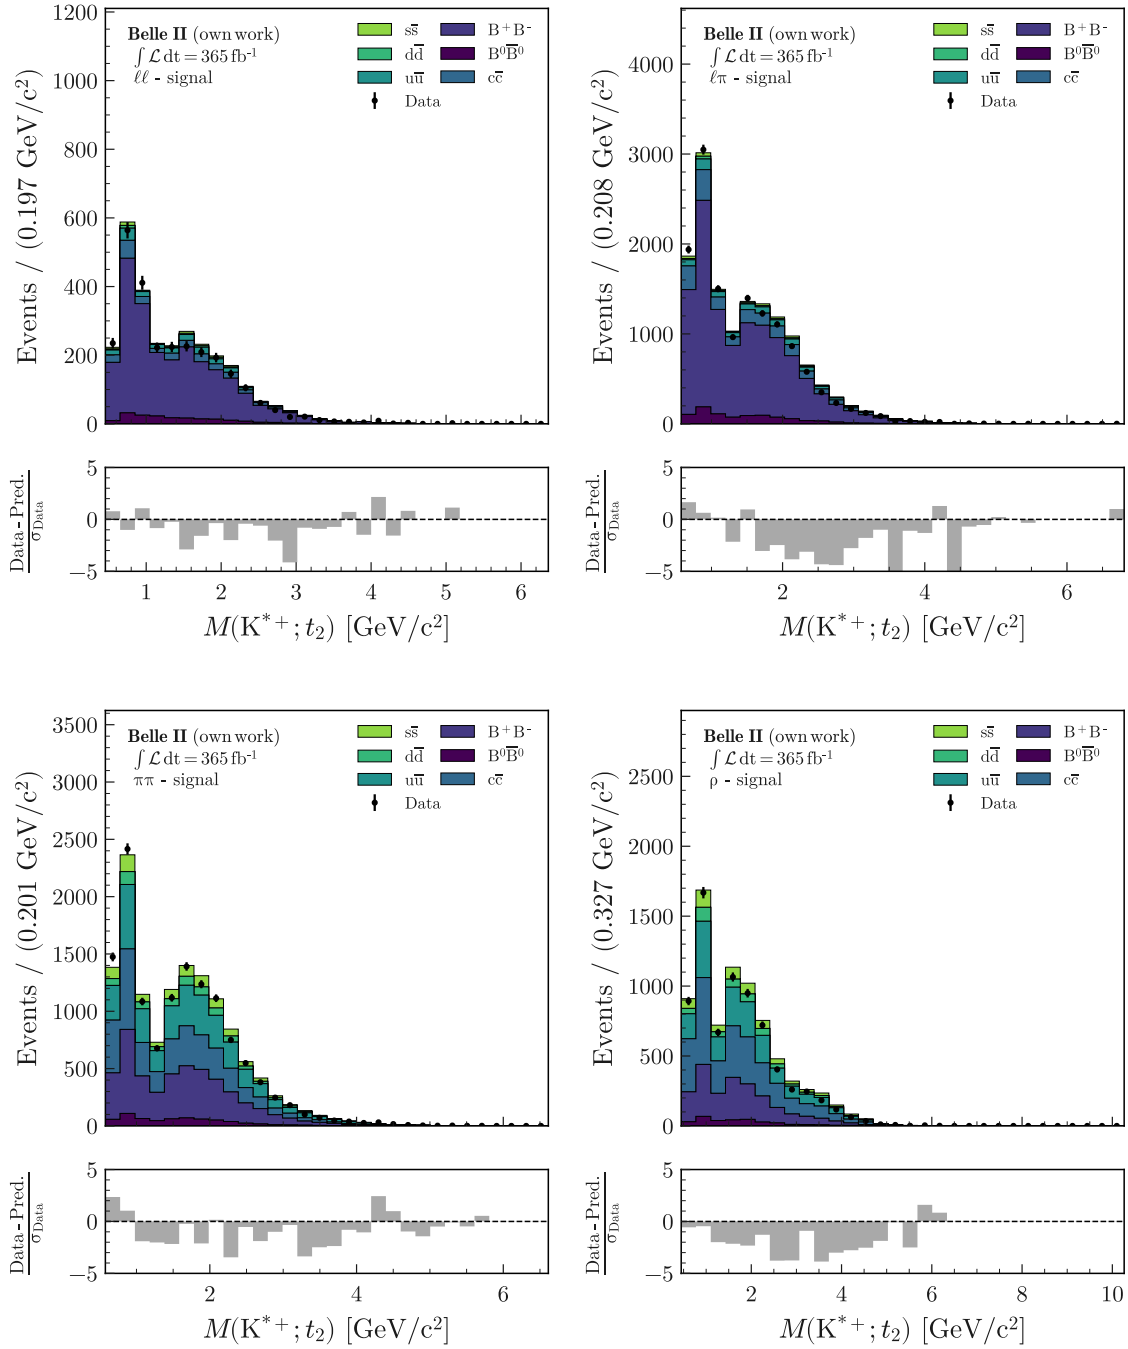 Belle II (own work)
∫ℒdt = 365 fb⁻¹
ℓℓ - signal
ss̅
dd̅
uu̅
B⁺B⁻
B⁰B̅⁰
cc̅
Data
Events / (0.197 GeV/c²)
1200
1000
800
600
400
200
0
Data-Pred.
σData
5
0
−5
1 2 3 4 5 6
M(K*⁺; t₂) [GeV/c²]
Belle II (own work)
∫ℒdt = 365 fb⁻¹
ℓπ - signal
ss̅
dd̅
uu̅
B⁺B⁻
B⁰B̅⁰
cc̅
Data
Events / (0.208 GeV/c²)
4000
3000
2000
1000
0
Data-Pred.
σData
5
0
−5
2 4 6
M(K*⁺; t₂) [GeV/c²]
Belle II (own work)
∫ℒdt = 365 fb⁻¹
ππ - signal
ss̅
dd̅
uu̅
B⁺B⁻
B⁰B̅⁰
cc̅
Data
Events / (0.201 GeV/c²)
3500
3000
2500
2000
1500
1000
500
0
Data-Pred.
σData
5
0
−5
2 4 6
M(K*⁺; t₂) [GeV/c²]
Belle II (own work)
∫ℒdt = 365 fb⁻¹
ρ - signal
ss̅
dd̅
uu̅
B⁺B⁻
B⁰B̅⁰
cc̅
Data
Events / (0.327 GeV/c²)
2500
2000
1500
1000
500
0
Data-Pred.
σData
5
0
−5
2 4 6 8 10
M(K*⁺; t₂) [GeV/c²]